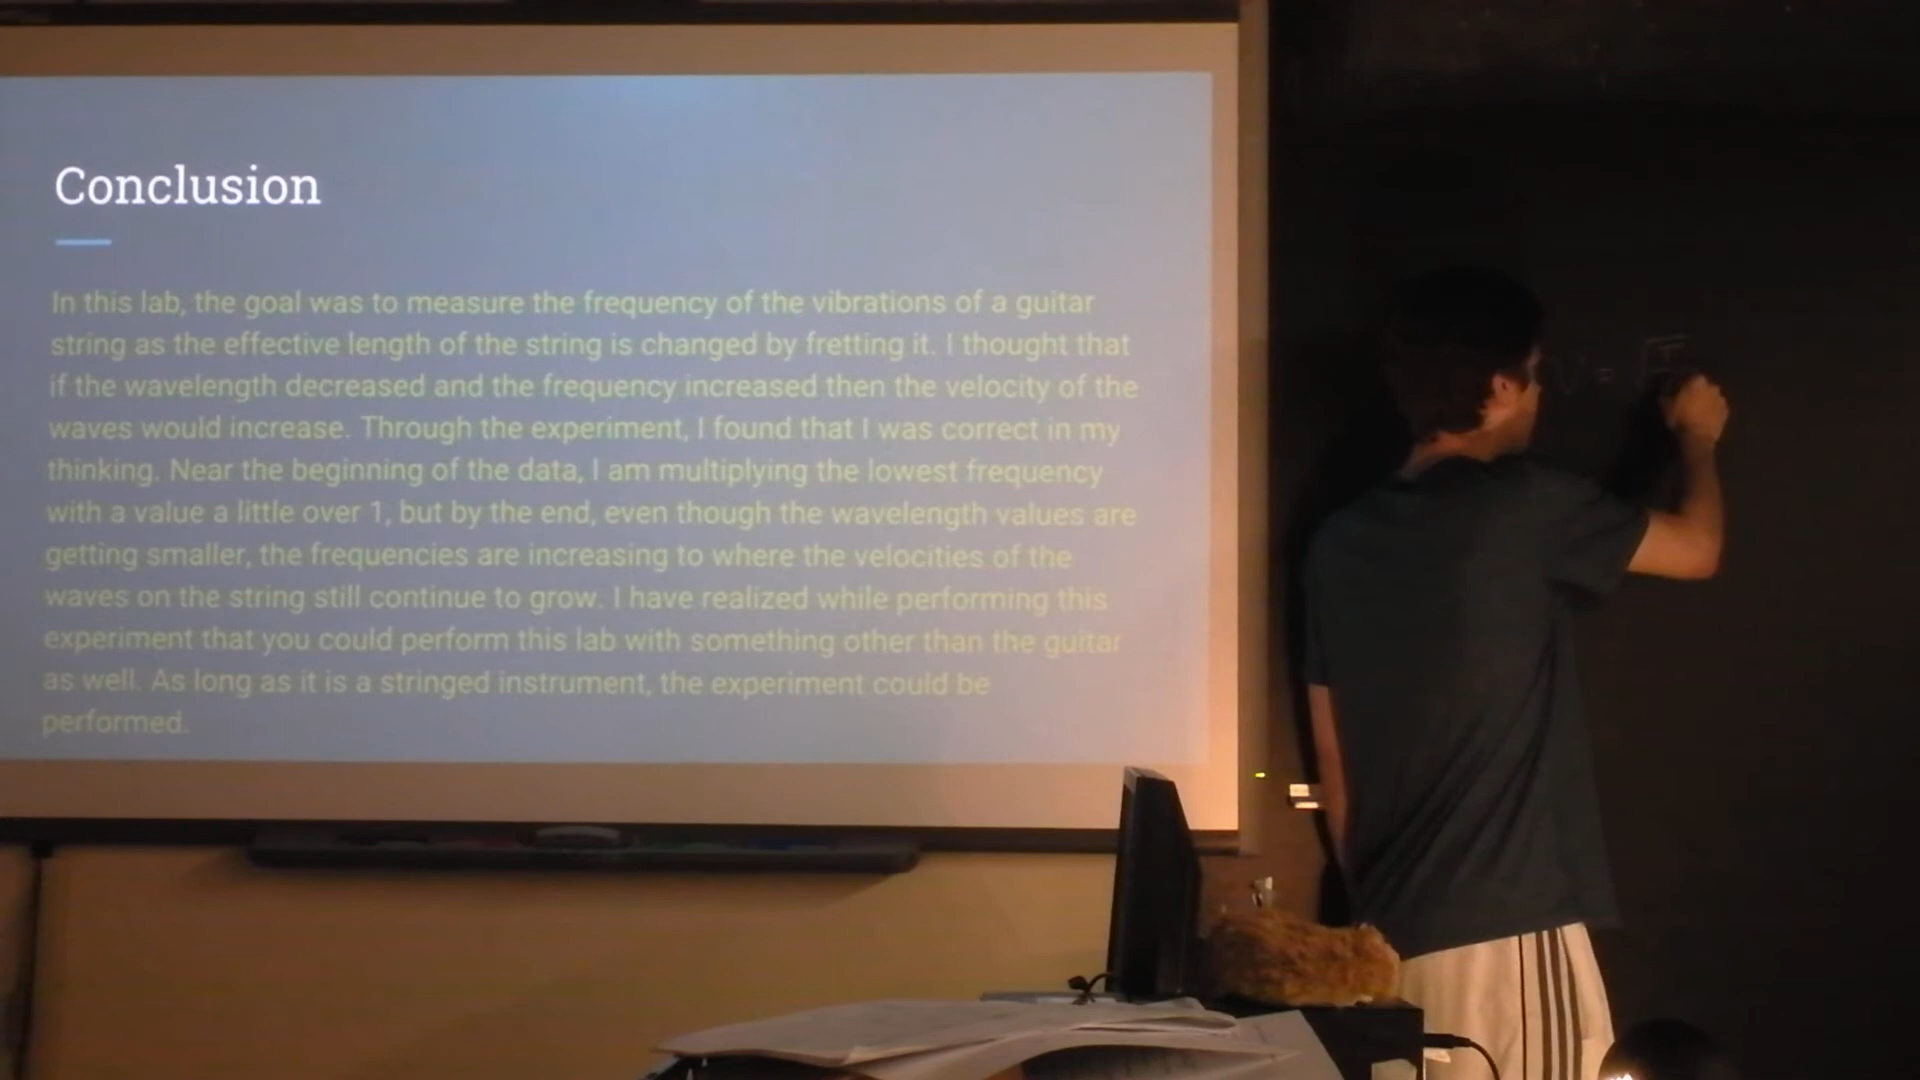 Conclusion
In this lab, the goal was to measure the frequency of the vibrations of a guitar
string as the effective length of the string is changed by fretting it. I thought that
if the wavelength decreased and the frequency increased then the velocity of the
waves would increase. Through the experiment, I found that I was correct in my
thinking. Near the beginning of the data, I am multiplying the lowest frequency
with a value a little over 1, but by the end, even though the wavelength values are
getting smaller, the frequencies are increasing to where the velocities of the
waves on the string still continue to grow. I have realized while performing this
experiment that you could perform this lab with something other than the guitar
as well. As long as it is a stringed instrument, the experiment could be
performed.